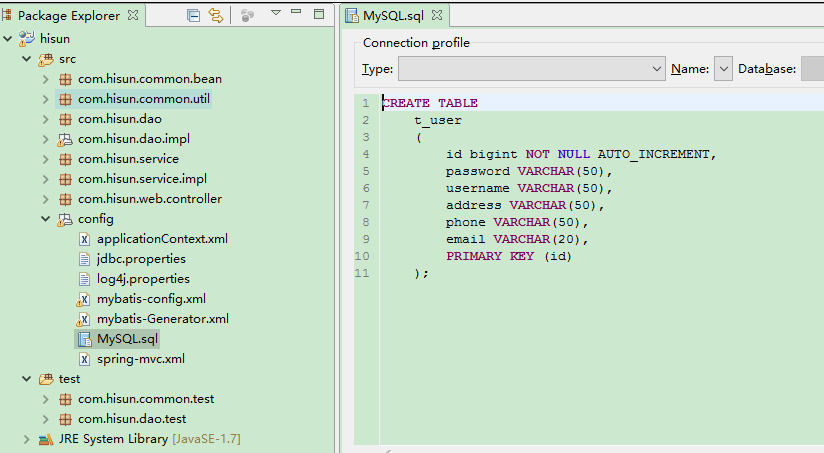 Package Explorer
hisun
src
com.hisun.common.bean
com.hisun.common.util
com.hisun.dao
com.hisun.dao.impl
com.hisun.service
com.hisun.service.impl
com.hisun.web.controller
config
applicationContext.xml
jdbc.properties
log4j.properties
mybatis-config.xml
mybatis-Generator.xml
MySQL.sql
spring-mvc.xml
test
com.hisun.common.test
com.hisun.dao.test
JRE System Library [JavaSE-1.7]
MySQL.sql
Connection profile
Type: Name: Database:
1 CREATE TABLE
2 t_user
3 (
4 id bigint NOT NULL AUTO_INCREMENT,
5 password VARCHAR(50),
6 username VARCHAR(50),
7 address VARCHAR(50),
8 phone VARCHAR(50),
9 email VARCHAR(20),
10 PRIMARY KEY (id)
11 );